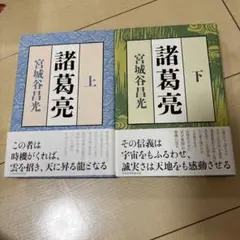 諸葛亮
上
宮城谷昌光
この者は
時機がくれば、
雲を招き、天に昇る龍となる
諸葛亮
下
宮城谷昌光
その信義は
宇宙をもふるわせ、
誠実さは天地をも感動させる